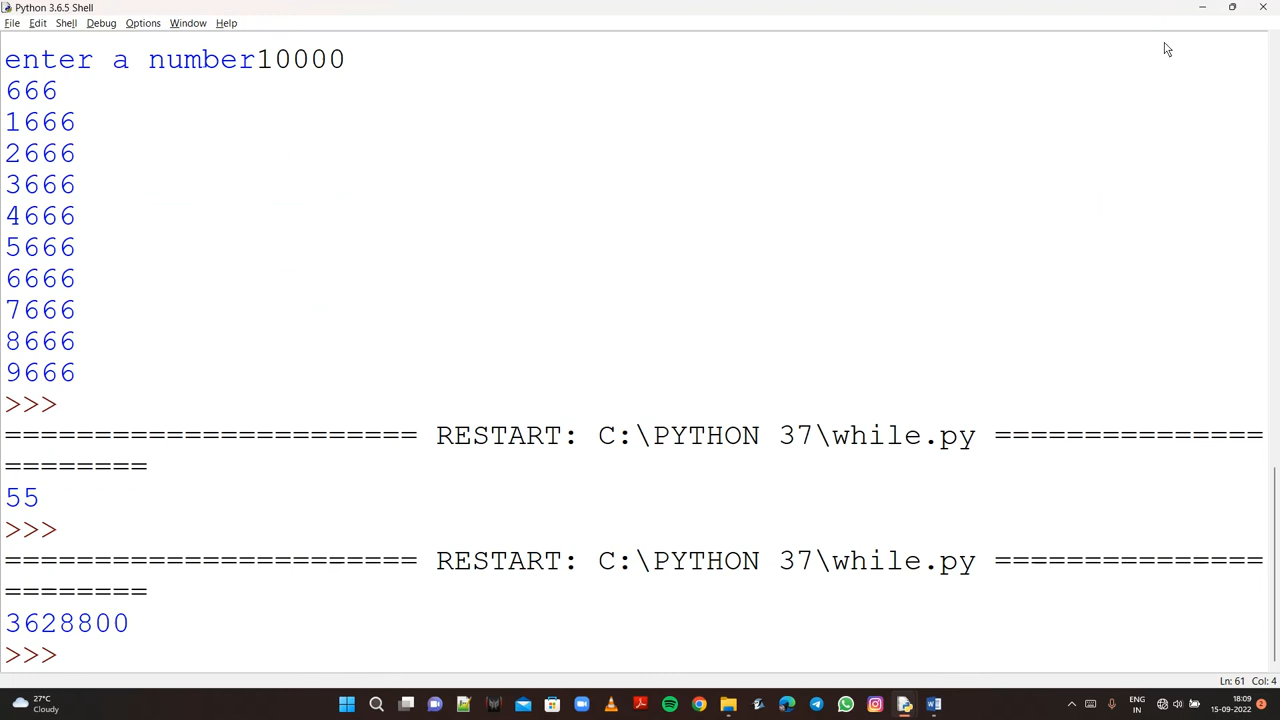 Python 3.6.5 Shell
File Edit Shell Debug Options Window Help
enter a number10000
666
1666
2666
3666
4666
5666
6666
7666
8666
9666
>>>
======================= RESTART: C:\PYTHON 37\while.py ===============
========
55
>>>
======================= RESTART: C:\PYTHON 37\while.py ===============
========
3628800
>>>
Ln: 61 Col: 4
27°C
Cloudy
ENG
IN
18:09
15-09-2022
2